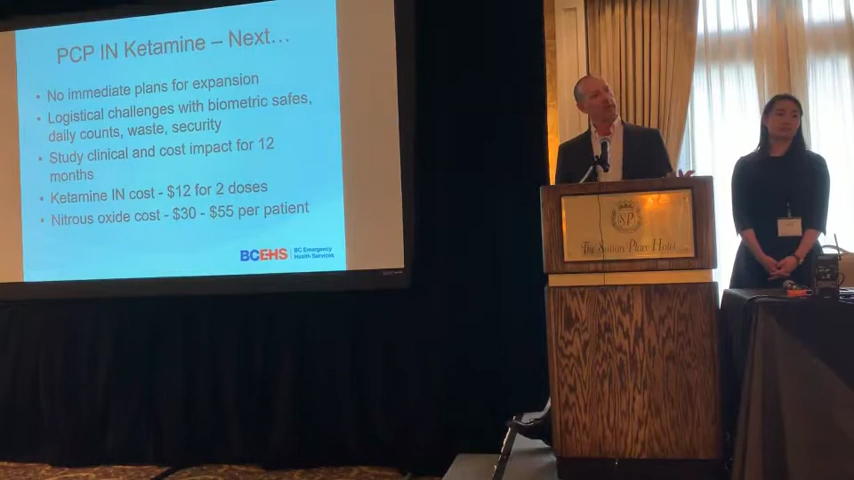 PCP IN Ketamine – Next...
• No immediate plans for expansion
• Logistical challenges with biometric safes,
daily counts, waste, security
• Study clinical and cost impact for 12
months
• Ketamine IN cost - $12 for 2 doses
• Nitrous oxide cost - $30 - $55 per patient
BCEHS BC Emergency
Health Services
SP
The Sutton Place Hotel